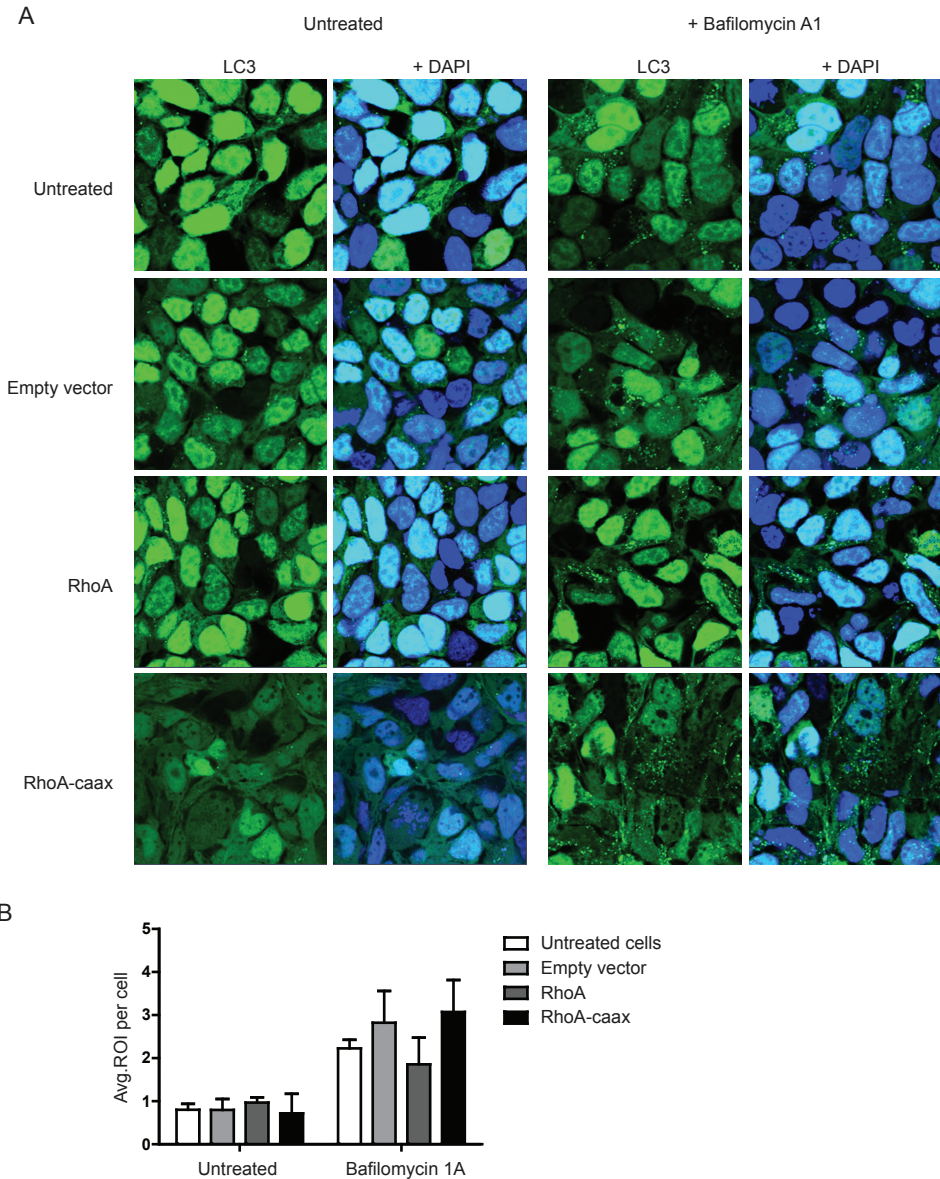 A
Untreated + Bafilomycin A1
LC3 + DAPI LC3 + DAPI
Untreated
Empty vector
RhoA
RhoA-caax
B
Avg.ROI per cell
5
4
3
2
1
0
Untreated Bafilomycin 1A
Untreated cells
Empty vector
RhoA
RhoA-caax